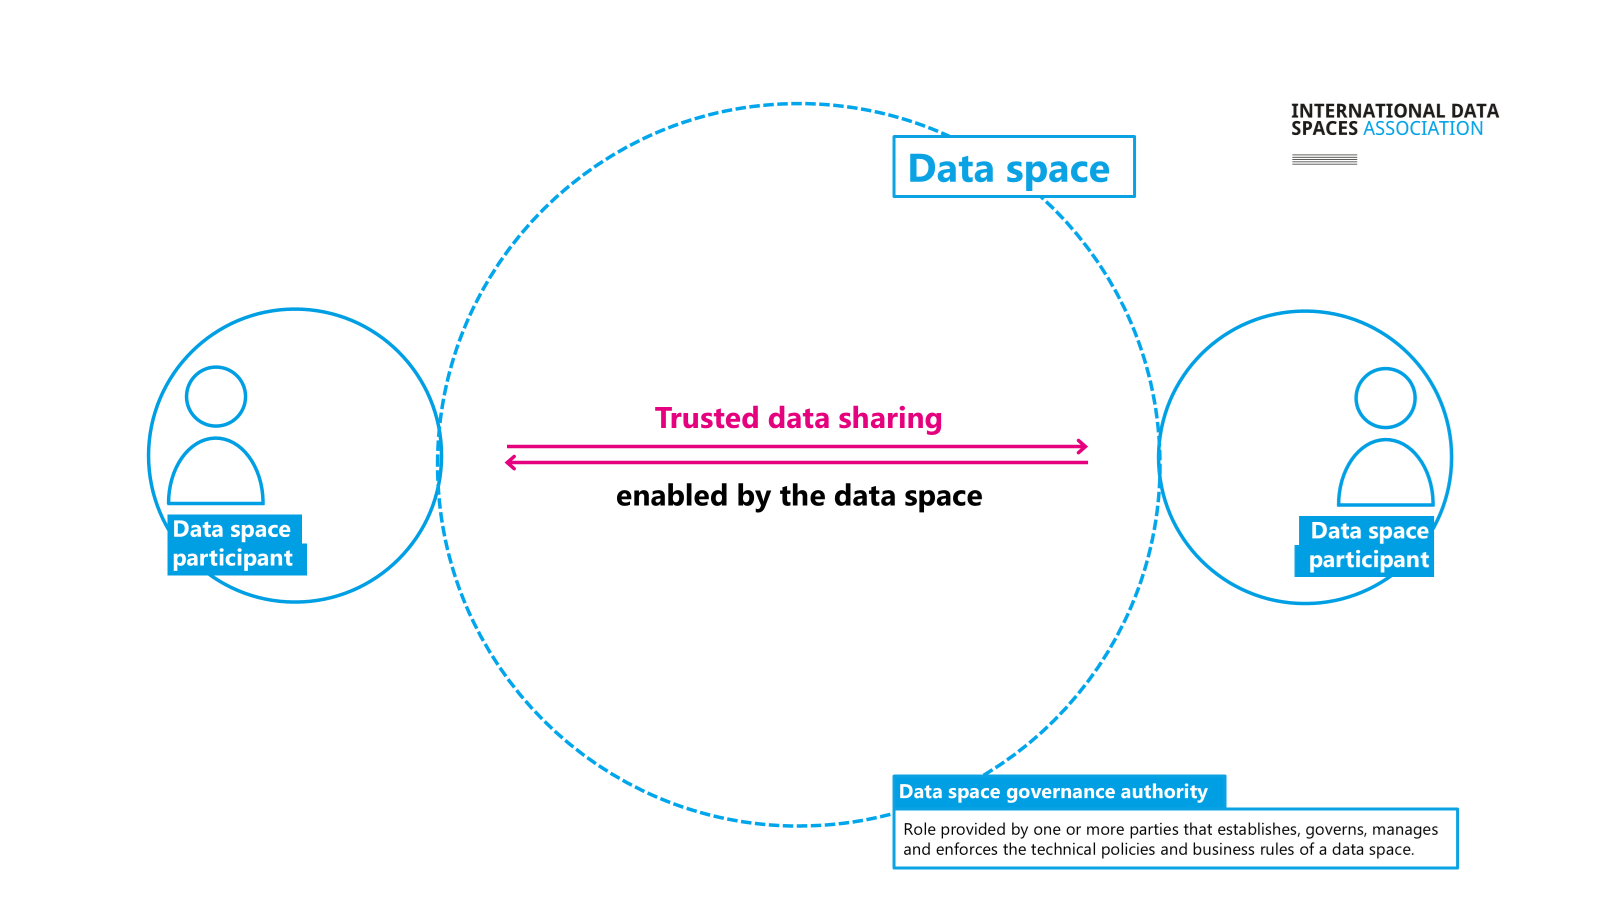 INTERNATIONAL DATA
SPACES ASSOCIATION
Data space
Trusted data sharing
enabled by the data space
Data space
participant
Data space
participant
Data space governance authority
Role provided by one or more parties that establishes, governs, manages
and enforces the technical policies and business rules of a data space.